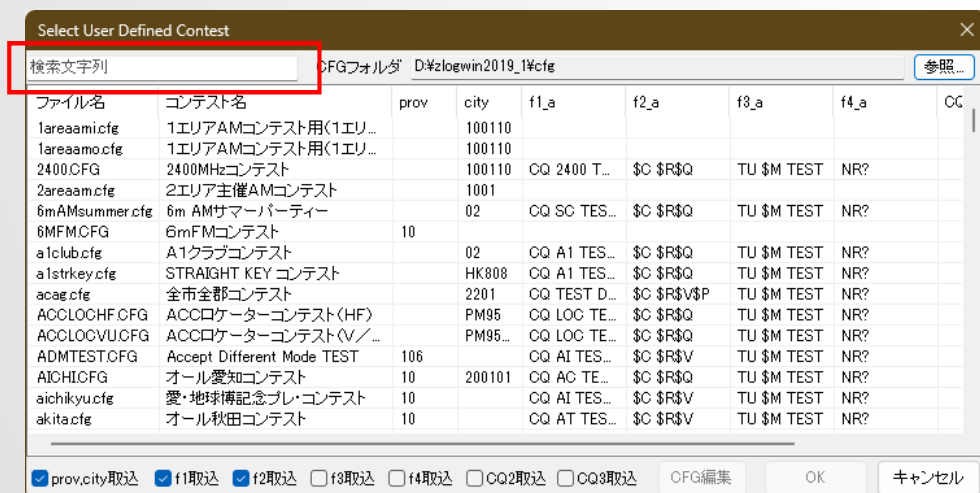 Select User Defined Contest
検索文字列 CFGフォルダ D:¥zlogwin2019_1¥cfg 参照...
ファイル名 コンテスト名 prov city f1_a f2_a f3_a f4_a CQ
1areaami.cfg 1エリアAMコンテスト用(1エリ... 100110
1areaamo.cfg 1エリアAMコンテスト用(1エリ... 100110
2400.CFG 2400MHzコンテスト 100110 CQ 2400 T... $C $R$Q TU $M TEST NR?
2areaam.cfg 2エリア主催AMコンテスト 1001
6mAMsummer.cfg 6m AMサマーパーティー 02 CQ SC TES... $C $R$Q TU $M TEST NR?
6MFM.CFG 6mFMコンテスト 10
a1club.cfg A1クラブコンテスト 02 CQ A1 TES... $C $R$Q TU $M TEST NR?
a1strkey.cfg STRAIGHT KEY コンテスト HK808 CQ A1 TES... $C $R$Q TU $M TEST NR?
acag.cfg 全市全郡コンテスト 2201 CQ TEST D... $C $R$V$P TU $M TEST NR?
ACCLOCHF.CFG ACCロケーターコンテスト(HF) PM95 CQ LOC TE... $C $R$Q TU $M TEST NR?
ACCLOCVU.CFG ACCロケーターコンテスト(V/... PM95... CQ LOC TE... $C $R$Q TU $M TEST NR?
ADMTEST.CFG Accept Different Mode TEST 106 CQ AI TES... $C $R$V TU $M TEST NR?
AICHI.CFG オール愛知コンテスト 10 200101 CQ AC TE... $C $R$Q TU $M TEST NR?
aichikyu.cfg 愛・地球博記念プレ・コンテスト 10 CQ AI TES... $C $R$V TU $M TEST NR?
akita.cfg オール秋田コンテスト 10 CQ AT TES... $C $R$V TU $M TEST NR?
prov,city取込 f1取込 f2取込 f3取込 f4取込 CQ2取込 CQ3取込 CFG編集 OK キャンセル